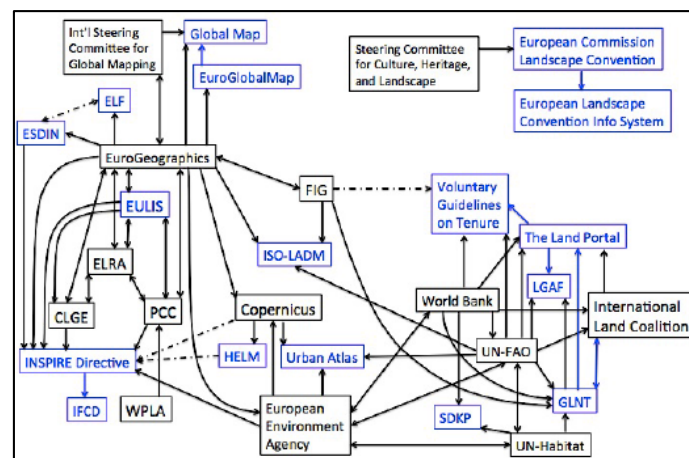 Int'l Steering
Committee for
Global Mapping
Global Map
EuroGlobalMap
Steering Committee
for Culture, Heritage,
and Landscape
European Commission
Landscape Convention
European Landscape
Convention Info System
ELF
ESDIN
EuroGeographics
FIG
Voluntary
Guidelines
on Tenure
EULIS
The Land Portal
ISO-LADM
ELRA
LGAF
CLGE
PCC
Copernicus
World Bank
International
Land Coalition
INSPIRE Directive
HELM
Urban Atlas
UN-FAO
IFCD
WPLA
European
Environment
Agency
SDKP
GLNT
UN-Habitat